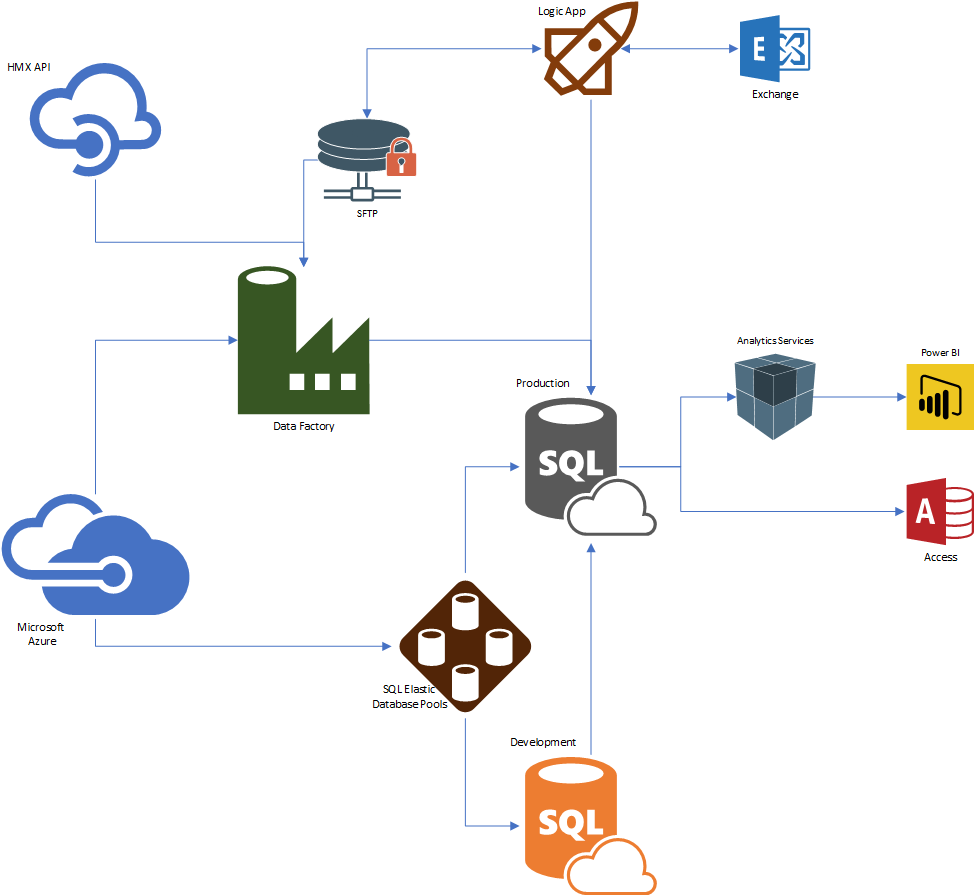 Logic App
HMX API
E
Exchange
SFTP
Analytics Services
Power BI
Production
Data Factory
SQL
A
Access
Microsoft
Azure
SQL Elastic
Database Pools
Development
SQL